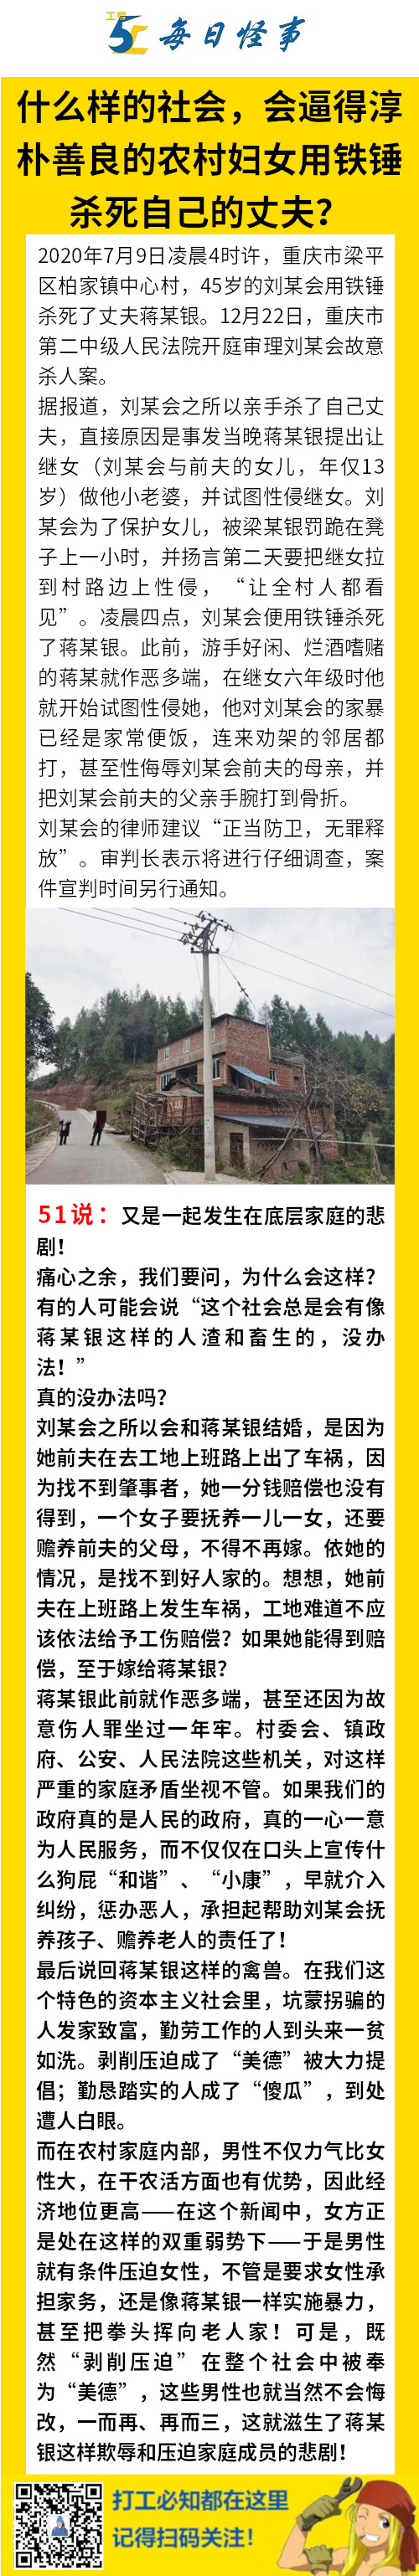 工号
51
每日怪事
什么样的社会，会逼得淳
朴善良的农村妇女用铁锤
杀死自己的丈夫？
2020年7月9日凌晨4时许，重庆市梁平
区柏家镇中心村，45岁的刘某会用铁锤
杀死了丈夫蒋某银。12月22日，重庆市
第二中级人民法院开庭审理刘某会故意
杀人案。
据报道，刘某会之所以亲手杀了自己丈
夫，直接原因是事发当晚蒋某银提出让
继女（刘某会与前夫的女儿，年仅13
岁）做他小老婆，并试图性侵继女。刘
某会为了保护女儿，被梁某银罚跪在凳
子上一小时，并扬言第二天要把继女拉
到村路边上性侵，“让全村人都看
见”。凌晨四点，刘某会便用铁锤杀死
了蒋某银。此前，游手好闲、烂酒嗜赌
的蒋某就作恶多端，在继女六年级时他
就开始试图性侵她，他对刘某会的家暴
已经是家常便饭，连来劝架的邻居都
打，甚至性侮辱刘某会前夫的母亲，并
把刘某会前夫的父亲手腕打到骨折。
刘某会的律师建议“正当防卫，无罪释
放”。审判长表示将进行仔细调查，案
件宣判时间另行通知。
51说：又是一起发生在底层家庭的悲
剧！
痛心之余，我们要问，为什么会这样？
有的人可能会说“这个社会总是会有像
蒋某银这样的人渣和畜生的，没办
法！”
真的没办法吗？
刘某会之所以会和蒋某银结婚，是因为
她前夫在去工地上班路上出了车祸，因
为找不到肇事者，她一分钱赔偿也没有
得到，一个女子要抚养一儿一女，还要
赡养前夫的父母，不得不再嫁。依她的
情况，是找不到好人家的。想想，她前
夫在上班路上发生车祸，工地难道不应
该依法给予工伤赔偿？如果她能得到赔
偿，至于嫁给蒋某银？
蒋某银此前就作恶多端，甚至还因为故
意伤人罪坐过一年牢。村委会、镇政
府、公安、人民法院这些机关，对这样
严重的家庭矛盾坐视不管。如果我们的
政府真的是人民的政府，真的一心一意
为人民服务，而不仅仅在口头上宣传什
么狗屁“和谐”、“小康”，早就介入
纠纷，惩办恶人，承担起帮助刘某会抚
养孩子、赡养老人的责任了！
最后说回蒋某银这样的禽兽。在我们这
个特色的资本主义社会里，坑蒙拐骗的
人发家致富，勤劳工作的人到头来一贫
如洗。剥削压迫成了“美德”被大力提
倡；勤恳踏实的人成了“傻瓜”，到处
遭人白眼。
而在农村家庭内部，男性不仅力气比女
性大，在干农活方面也有优势，因此经
济地位更高——在这个新闻中，女方正
是处在这样的双重弱势下——于是男性
就有条件压迫女性，不管是要求女性承
担家务，还是像蒋某银一样实施暴力，
甚至把拳头挥向老人家！可是，既
然“剥削压迫”在整个社会中被奉
为“美德”，这些男性也就当然不会悔
改，一而再、再而三，这就滋生了蒋某
银这样欺辱和压迫家庭成员的悲剧！
打工必知都在这里
记得扫码关注！